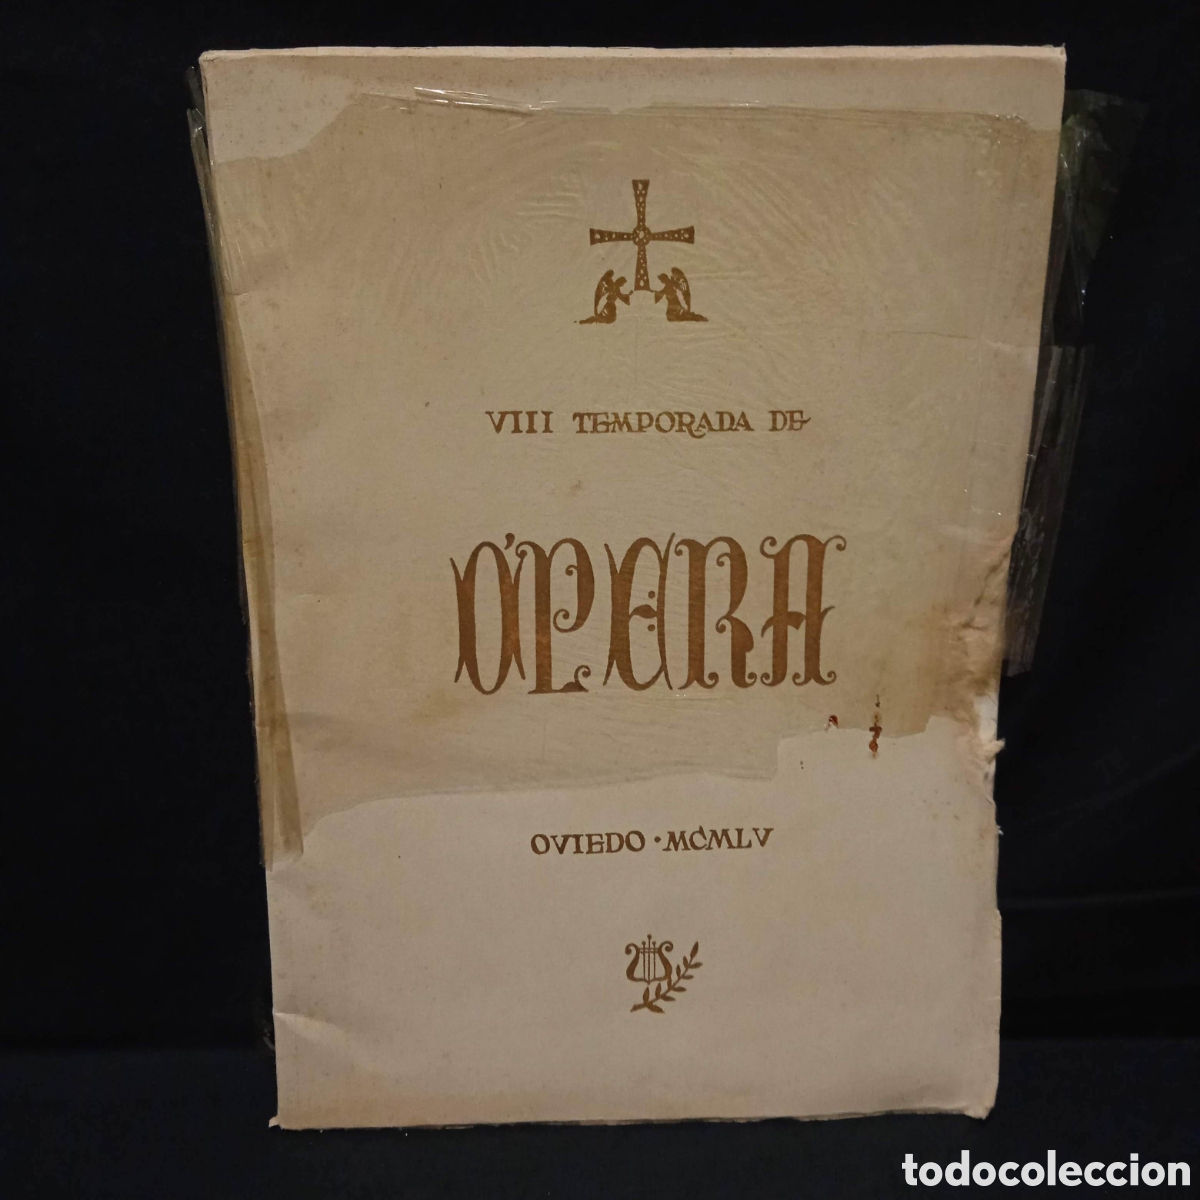 VIII TEMPORADA DE
ÓPERA
OVIEDO · MCMLV
todocoleccion